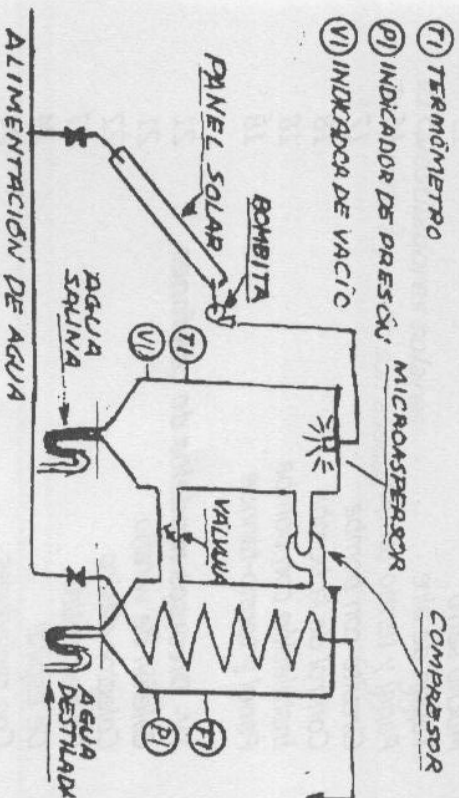 TI TERMÓMETRO
PI INDICADOR DE PRESIÓN
VI INDICADOR DE VACÍO
MICROASPERSOR
COMPRESOR
BOMBITA
PANEL SOLAR
VÁLVULA
TI
VI
TI
PI
AGUA
SALINA
AGUA
DESTILADA
ALIMENTACIÓN DE AGUA